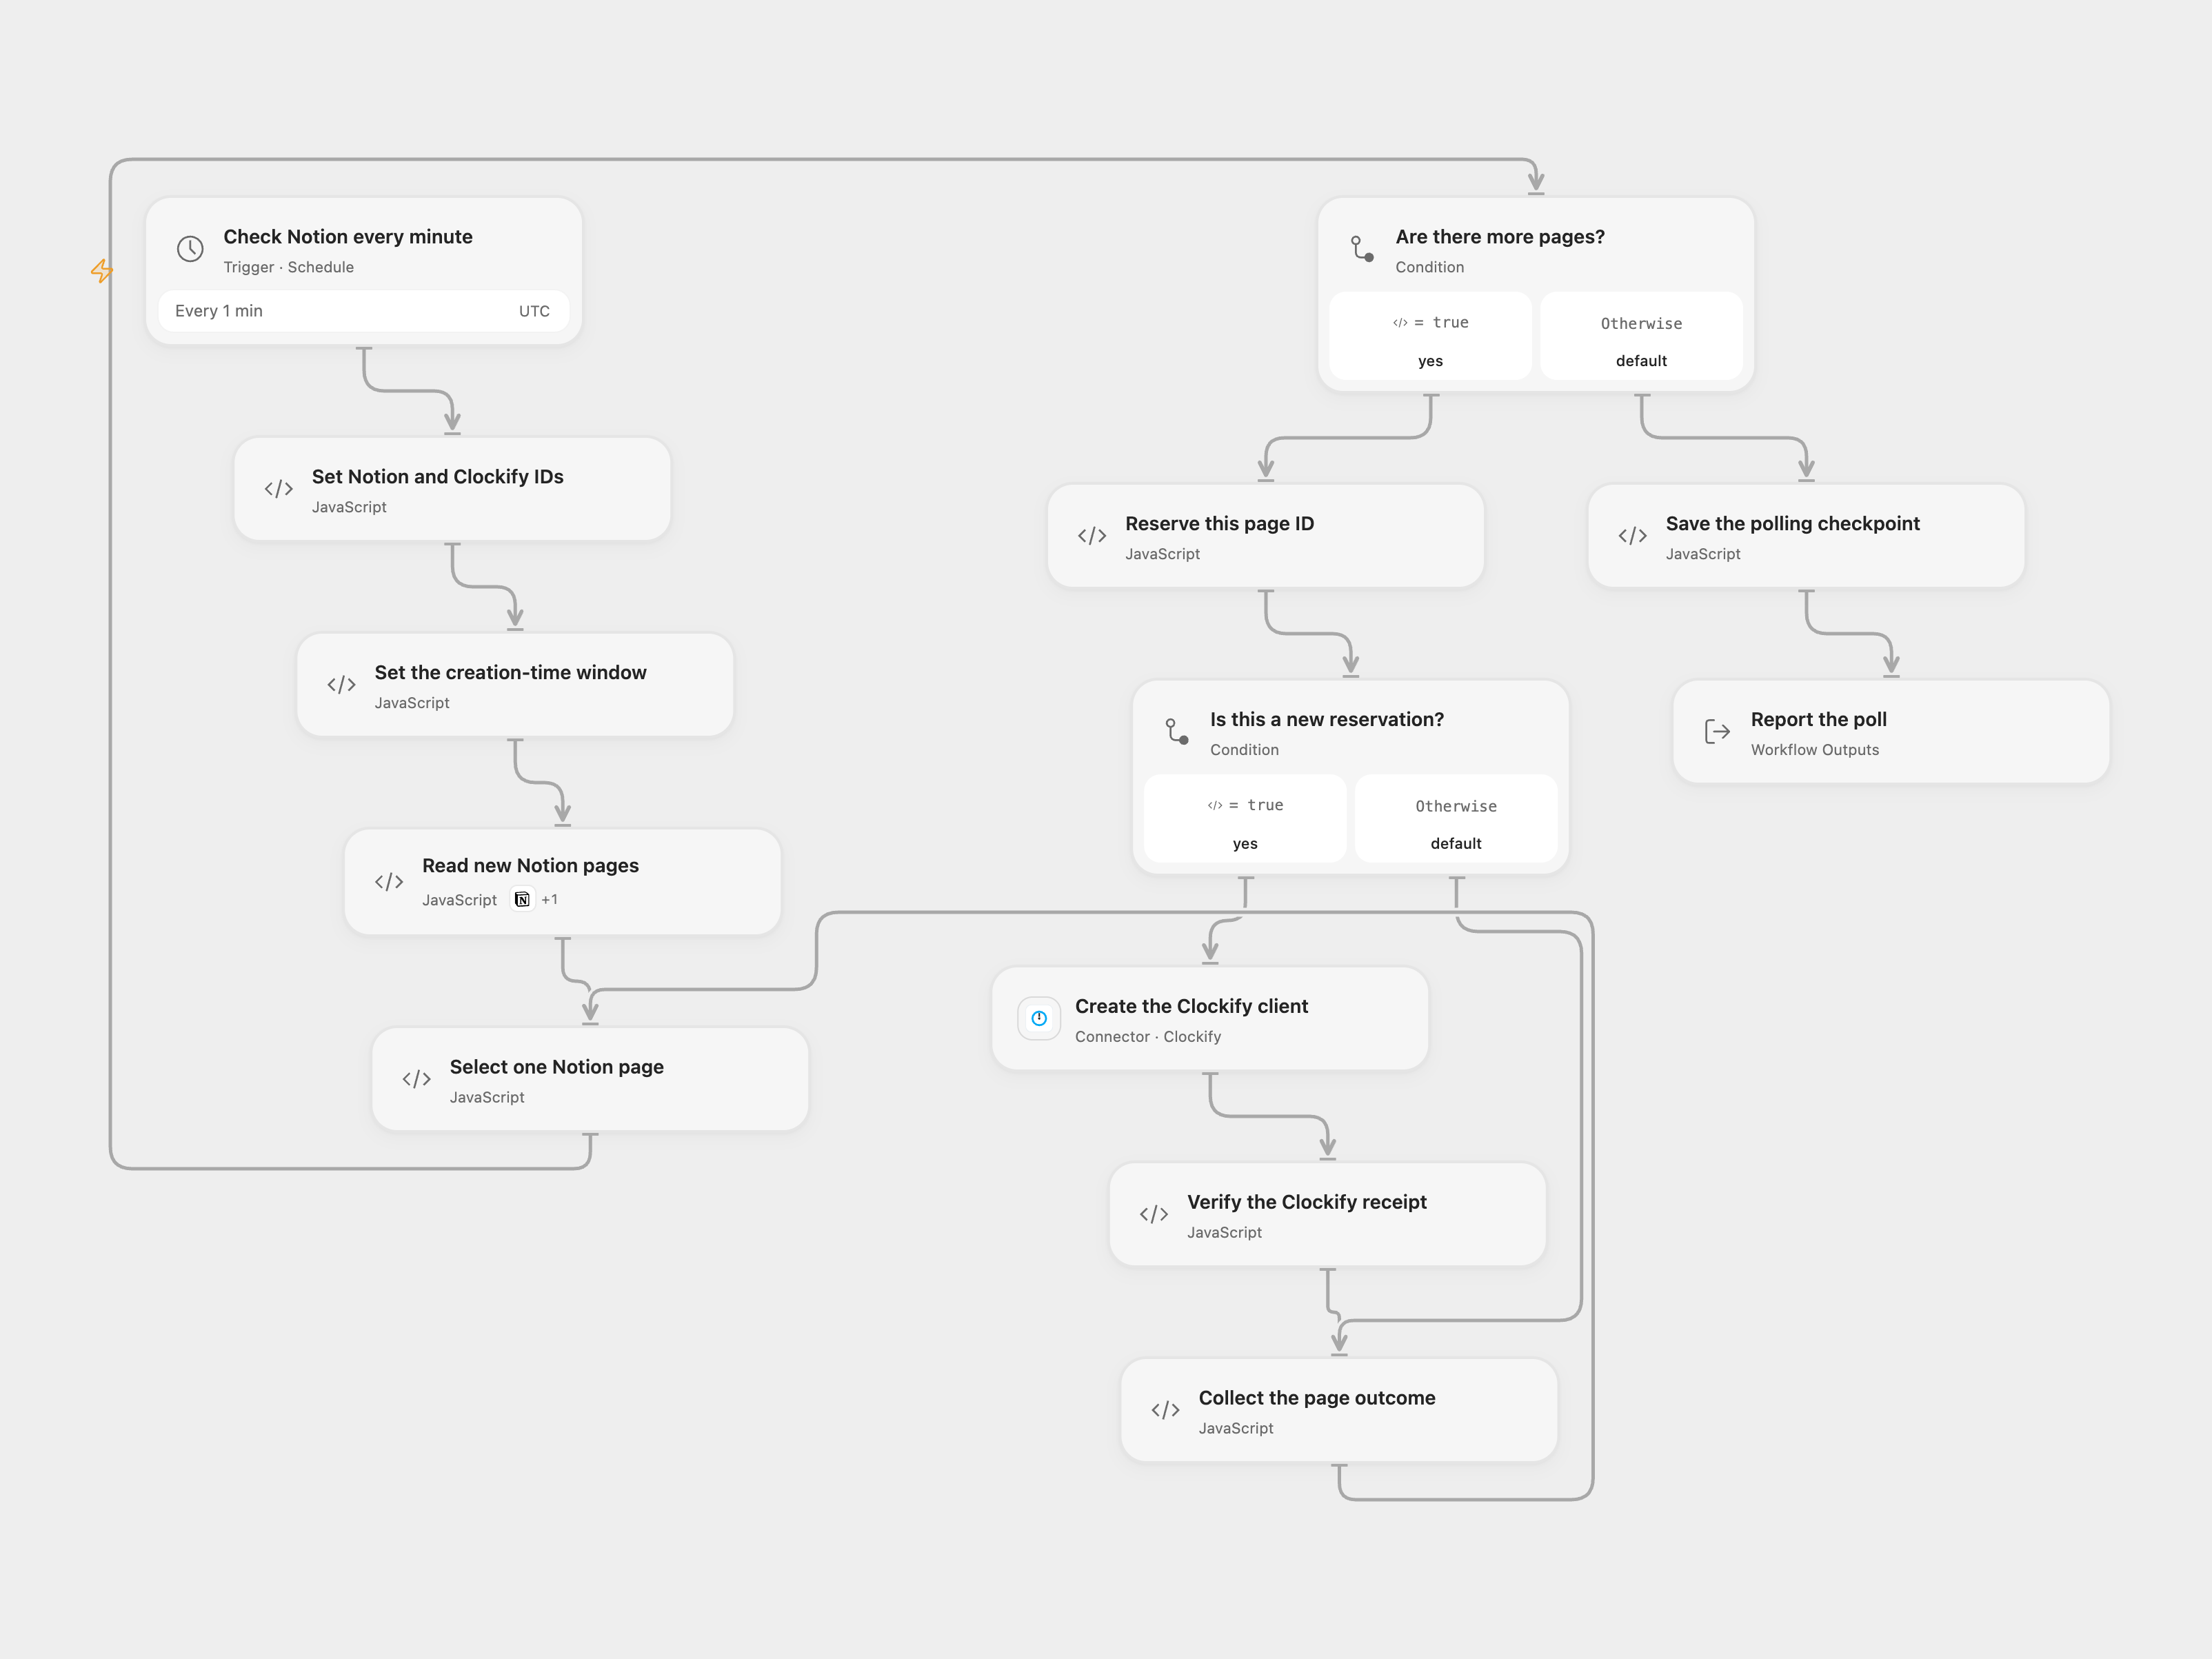 Check Notion every minute
Trigger · Schedule
Every 1 min
UTC
Set Notion and Clockify IDs
JavaScript
Set the creation-time window
JavaScript
Read new Notion pages
JavaScript N +1
Select one Notion page
JavaScript
Are there more pages?
Condition
</> = true
yes
Otherwise
default
Reserve this page ID
JavaScript
Save the polling checkpoint
JavaScript
Is this a new reservation?
Condition
</> = true
yes
Otherwise
default
Report the poll
Workflow Outputs
Create the Clockify client
Connector · Clockify
Verify the Clockify receipt
JavaScript
Collect the page outcome
JavaScript